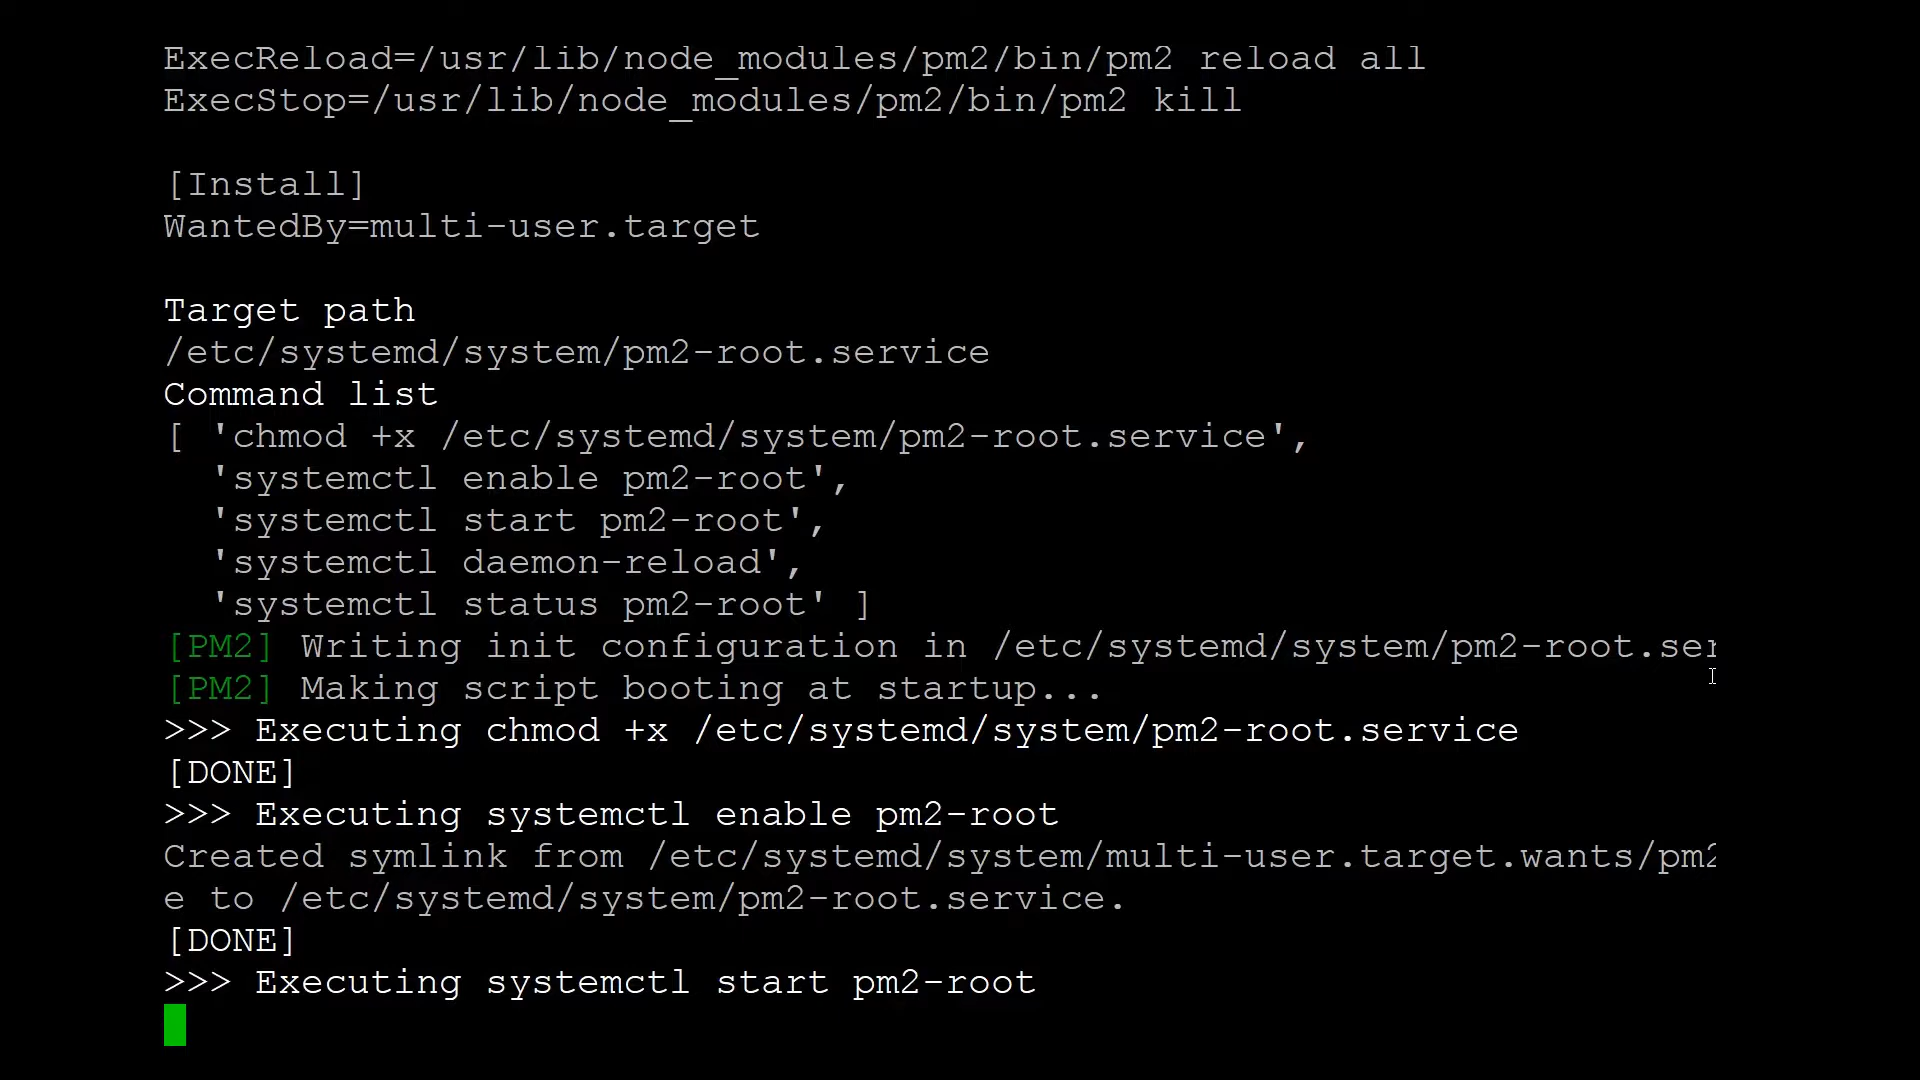 ExecReload=/usr/lib/node_modules/pm2/bin/pm2 reload all
ExecStop=/usr/lib/node_modules/pm2/bin/pm2 kill
[Install]
WantedBy=multi-user.target
Target path
/etc/systemd/system/pm2-root.service
Command list
[ 'chmod +x /etc/systemd/system/pm2-root.service',
  'systemctl enable pm2-root',
  'systemctl start pm2-root',
  'systemctl daemon-reload',
  'systemctl status pm2-root' ]
[PM2] Writing init configuration in /etc/systemd/system/pm2-root.ser
[PM2] Making script booting at startup...
>>> Executing chmod +x /etc/systemd/system/pm2-root.service
[DONE]
>>> Executing systemctl enable pm2-root
Created symlink from /etc/systemd/system/multi-user.target.wants/pm2
e to /etc/systemd/system/pm2-root.service.
[DONE]
>>> Executing systemctl start pm2-root